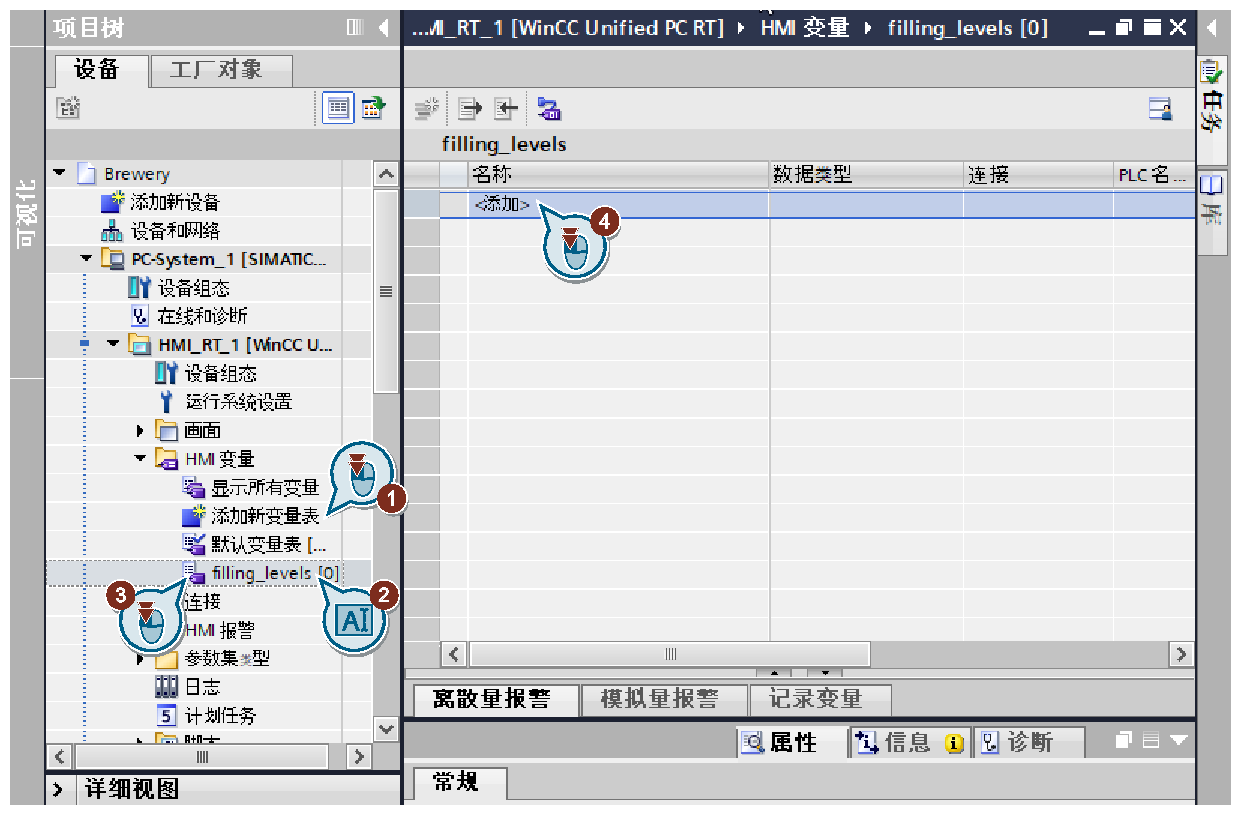 项目树
...M_RT_1 [WinCC Unified PC RT] HMI 变量 filling_levels [0]
设备
工厂对象
filling_levels
名称
数据类型
连接
PLC 名 ...
<添加>
4
Brewery
添加新设备
设备和网络
PC-System_1 [SIMATIC...
设备组态
在线和诊断
HMI_RT_1 [WinCC U...
设备组态
运行系统设置
画面
HMI 变量
显示所有变量
1
添加新变量表
默认变量表 [...
filling_levels [0]
3
2
AI
连接
HMI 报警
参数集类型
日志
5 计划任务
详细视图
离散量报警
模拟量报警
记录变量
属性
信息
诊断
常规
可视化
任务
库